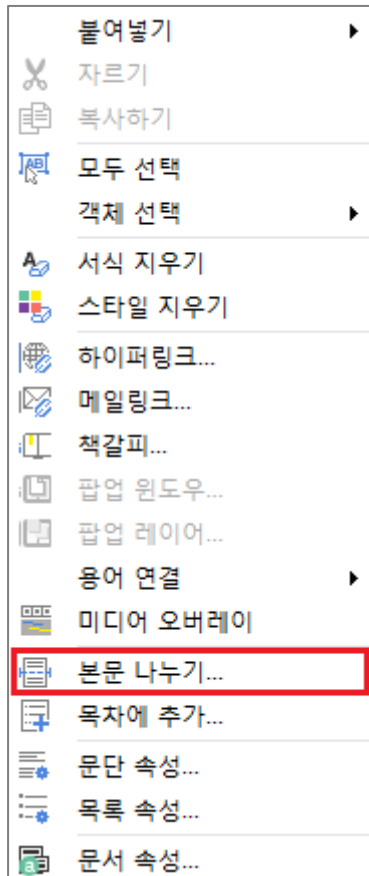 붙여넣기
자르기
복사하기
모두 선택
객체 선택
서식 지우기
스타일 지우기
하이퍼링크...
메일링크...
책갈피...
팝업 윈도우...
팝업 레이어...
용어 연결
미디어 오버레이
본문 나누기...
목차에 추가...
문단 속성...
목록 속성...
문서 속성...